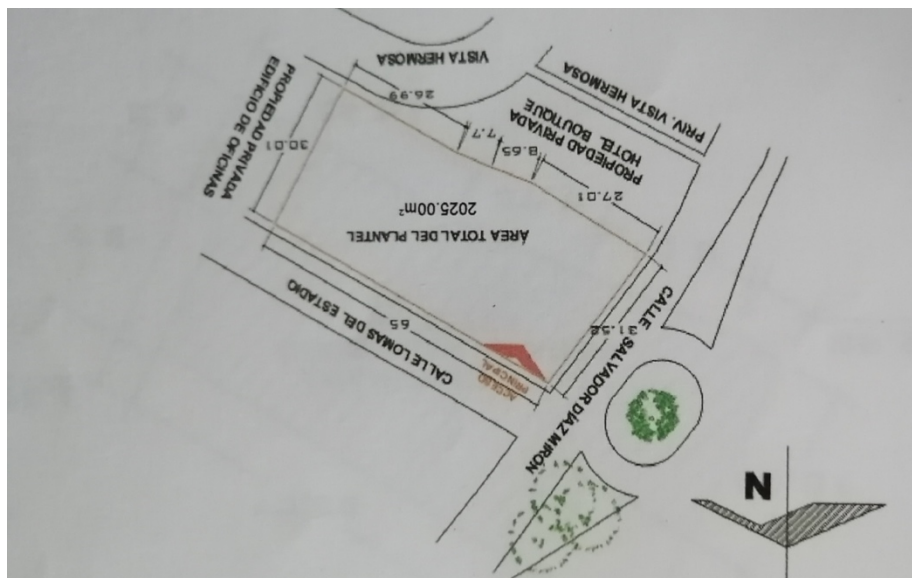 PROPIEDAD PRIVADA
EDIFICIO DE OFICINAS
30.01
VISTA HERMOSA
26.99
7.7
8.65
PROPIEDAD PRIVADA
HOTEL BOUTIQUE
27.01
PRIV. VISTA HERMOSA
ÁREA TOTAL DEL PLANTEL
2025.00m²
CALLE LOMAS DEL ESTADIO
65
ACCESO
PRINCIPAL
31.52
CALLE SALVADOR DÍAZ MIRÓN
N